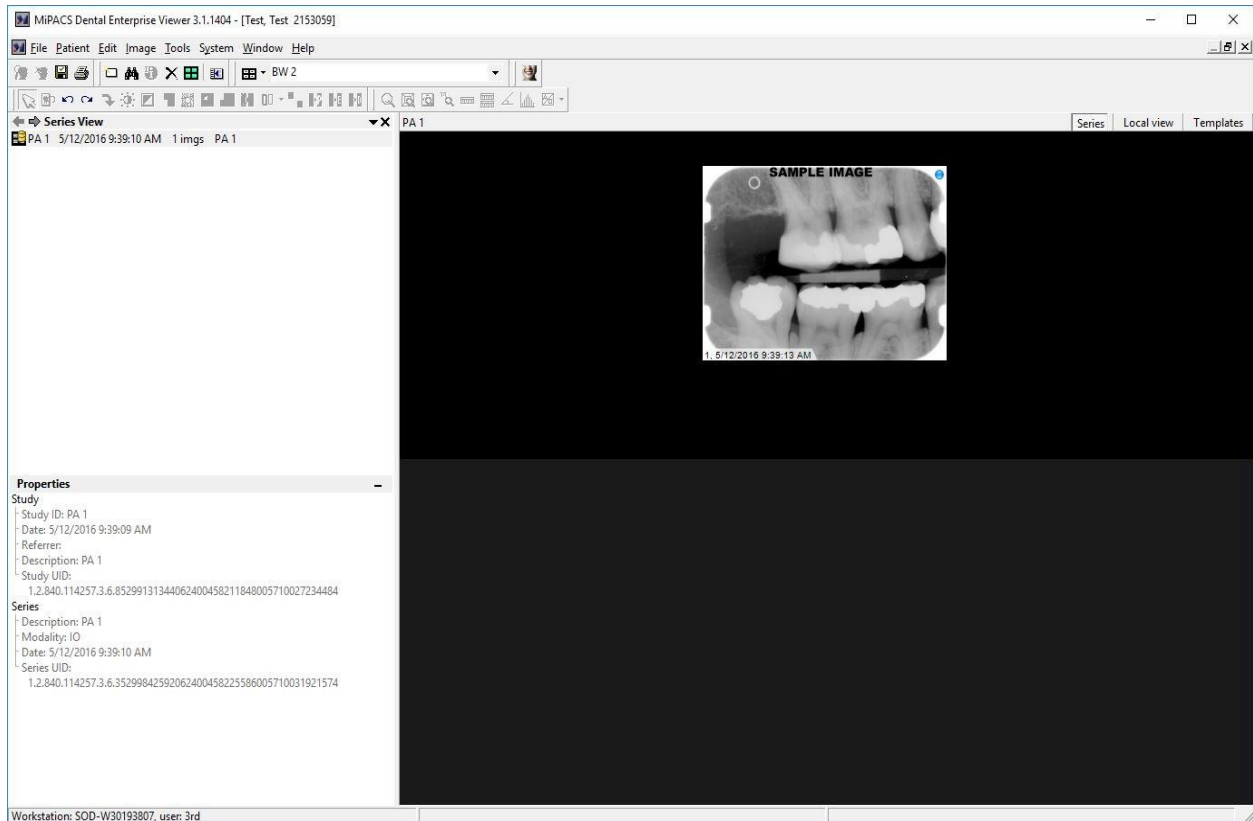 MiPACS Dental Enterprise Viewer 3.1.1404 - [Test, Test 2153059]
File Patient Edit Image Tools System Window Help
BW 2
Series View
PA 1
Series Local view Templates
PA 1 5/12/2016 9:39:10 AM 1 imgs PA 1
SAMPLE IMAGE
1, 5/12/2016 9:39:13 AM
Properties
Study
Study ID: PA 1
Date: 5/12/2016 9:39:09 AM
Referrer:
Description: PA 1
Study UID:
1.2.840.114257.3.6.85299131344062400458211848005710027234484
Series
Description: PA 1
Modality: IO
Date: 5/12/2016 9:39:10 AM
Series UID:
1.2.840.114257.3.6.35299842592062400458225586005710031921574
Workstation: SOD-W30193807, user: 3rd